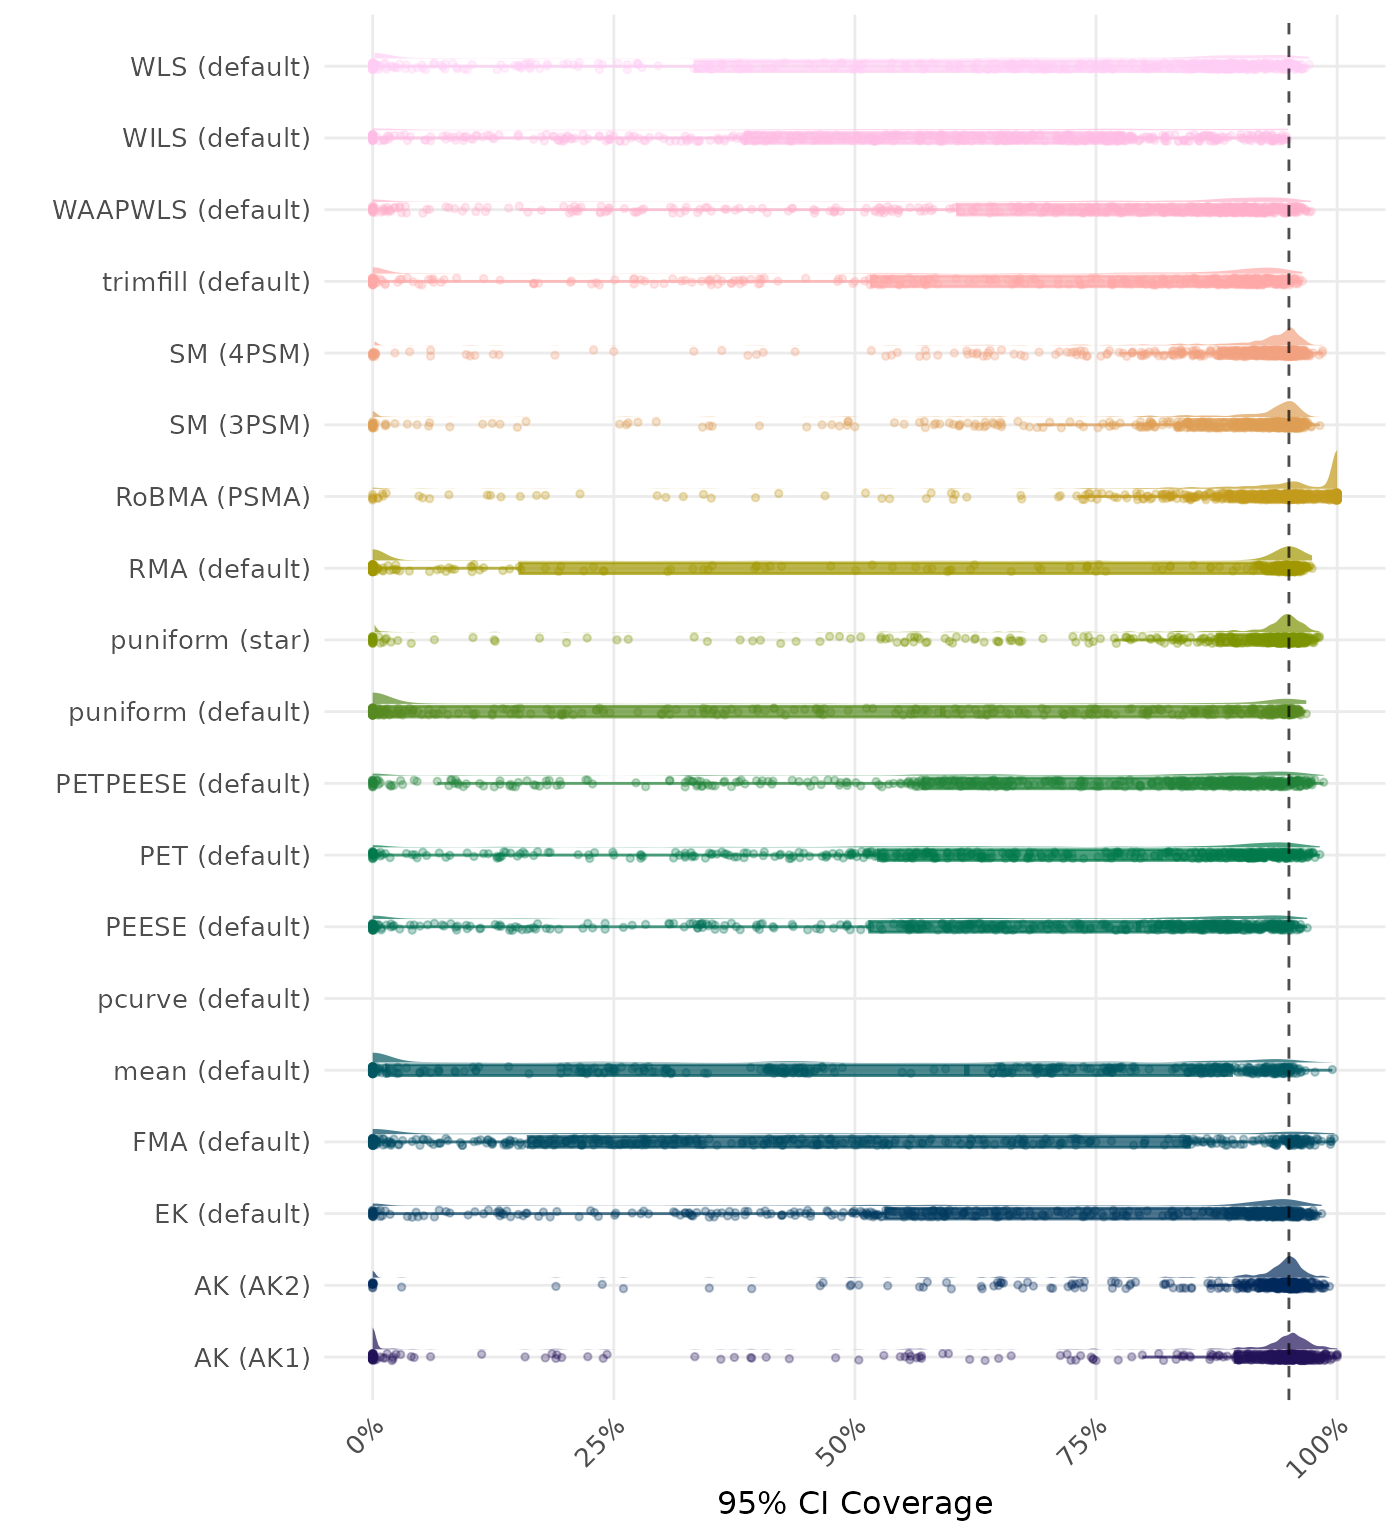 WLS (default)
WILS (default)
WAAPWLS (default)
trimfill (default)
SM (4PSM)
SM (3PSM)
RoBMA (PSMA)
RMA (default)
puniform (star)
puniform (default)
PETPEESE (default)
PET (default)
PEESE (default)
pcurve (default)
mean (default)
FMA (default)
EK (default)
AK (AK2)
AK (AK1)
0%
25%
50%
75%
100%
95% CI Coverage